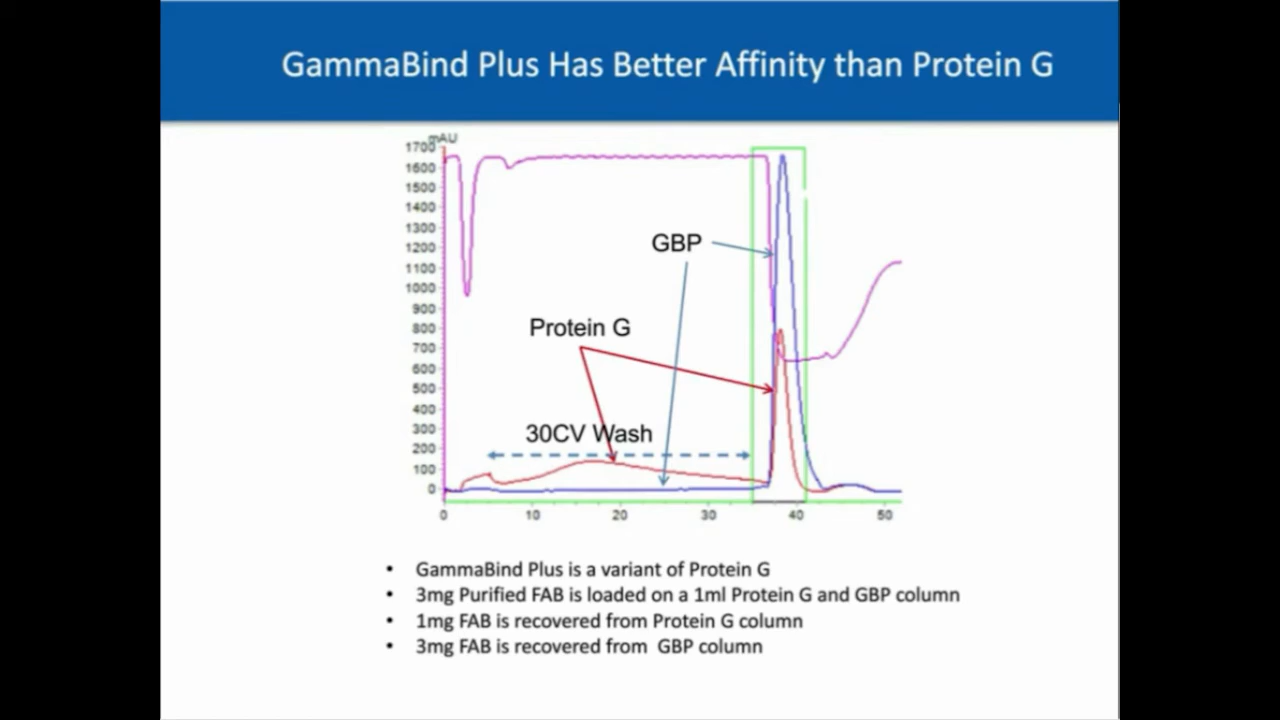 GammaBind Plus Has Better Affinity than Protein G
mAU
1700
1600
1500
1400
1300
1200
1100
1000
900
800
700
600
500
400
300
200
100
0
GBP
Protein G
30CV Wash
0 10 20 30 40 50
• GammaBind Plus is a variant of Protein G
• 3mg Purified FAB is loaded on a 1ml Protein G and GBP column
• 1mg FAB is recovered from Protein G column
• 3mg FAB is recovered from GBP column